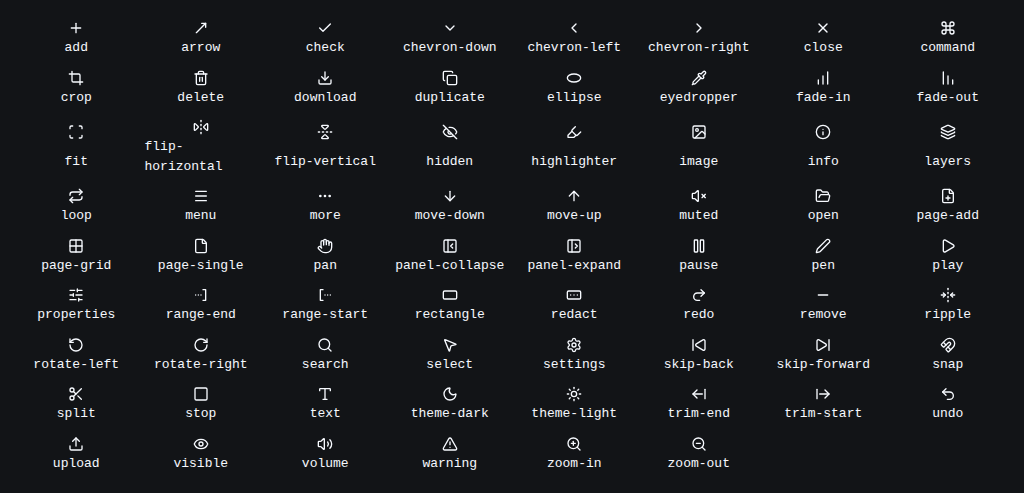 add arrow check chevron-down chevron-left chevron-right close command
crop delete download duplicate ellipse eyedropper fade-in fade-out
fit flip-horizontal flip-vertical hidden highlighter image info layers
loop menu more move-down move-up muted open page-add
page-grid page-single pan panel-collapse panel-expand pause pen play
properties range-end range-start rectangle redact redo remove ripple
rotate-left rotate-right search select settings skip-back skip-forward snap
split stop text theme-dark theme-light trim-end trim-start undo
upload visible volume warning zoom-in zoom-out